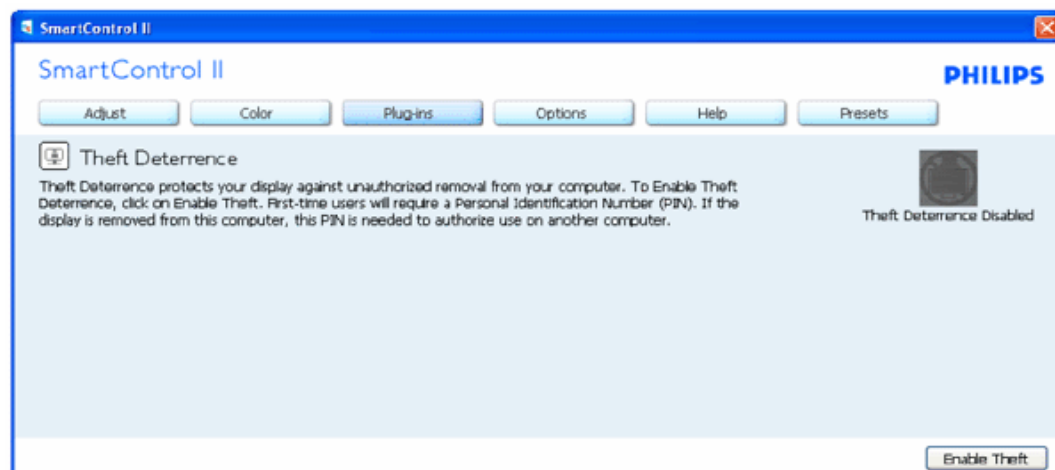 SmartControl II
SmartControl II
PHILIPS
Adjust
Color
Plug-ins
Options
Help
Presets
Theft Deterrence
Theft Deterrence protects your display against unauthorized removal from your computer. To Enable Theft
Deterrence, click on Enable Theft. First-time users will require a Personal Identification Number (PIN). If the
display is removed from this computer, this PIN is needed to authorize use on another computer.
Theft Deterrence Disabled
Enable Theft